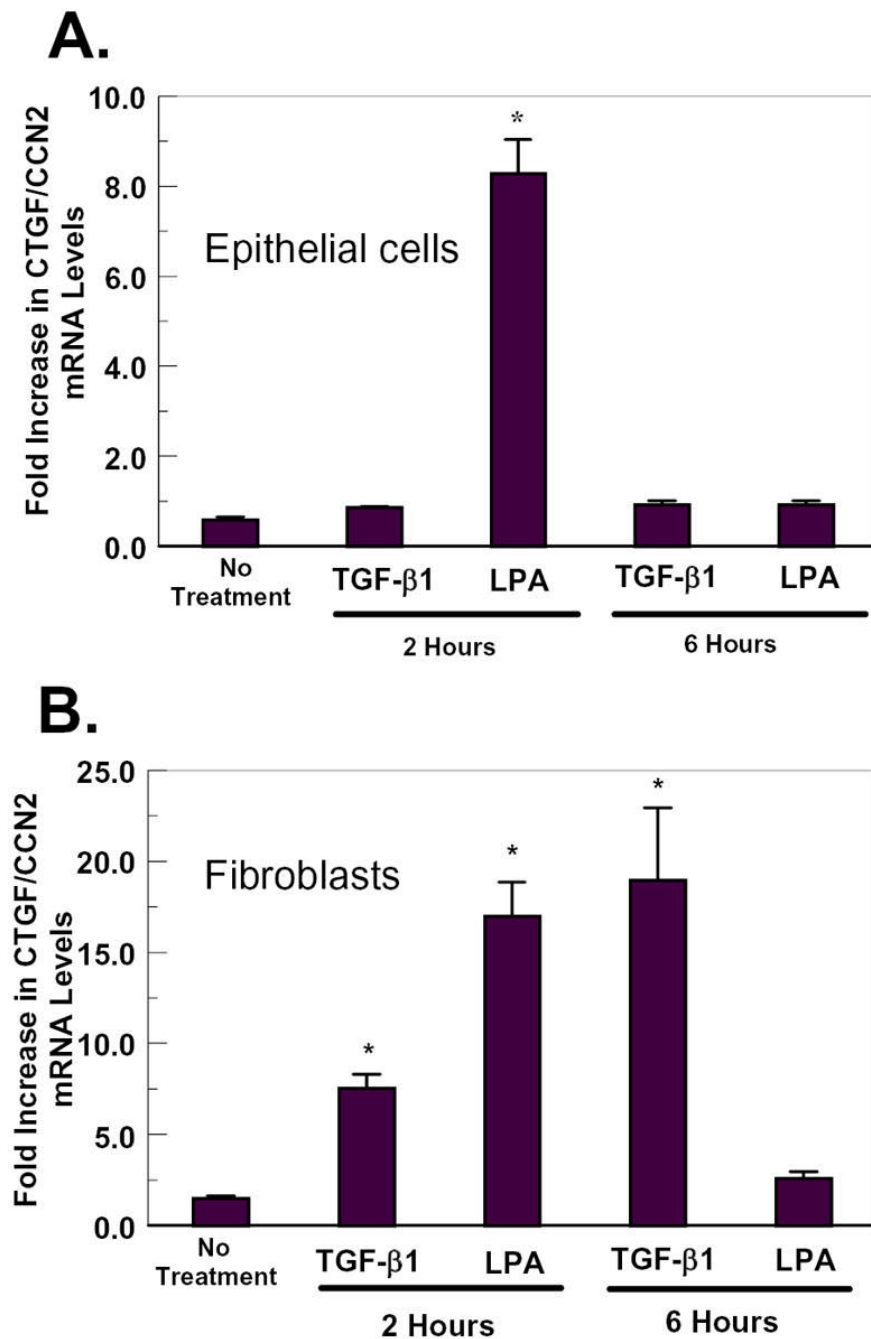 A.
Fold Increase in CTGF/CCN2
mRNA Levels
10.0
8.0
6.0
4.0
2.0
0.0
*
Epithelial cells
No
Treatment
TGF-β1
LPA
TGF-β1
LPA
2 Hours
6 Hours
B.
Fold Increase in CTGF/CCN2
mRNA Levels
25.0
20.0
15.0
10.0
5.0
0.0
*
*
*
Fibroblasts
No
Treatment
TGF-β1
LPA
TGF-β1
LPA
2 Hours
6 Hours